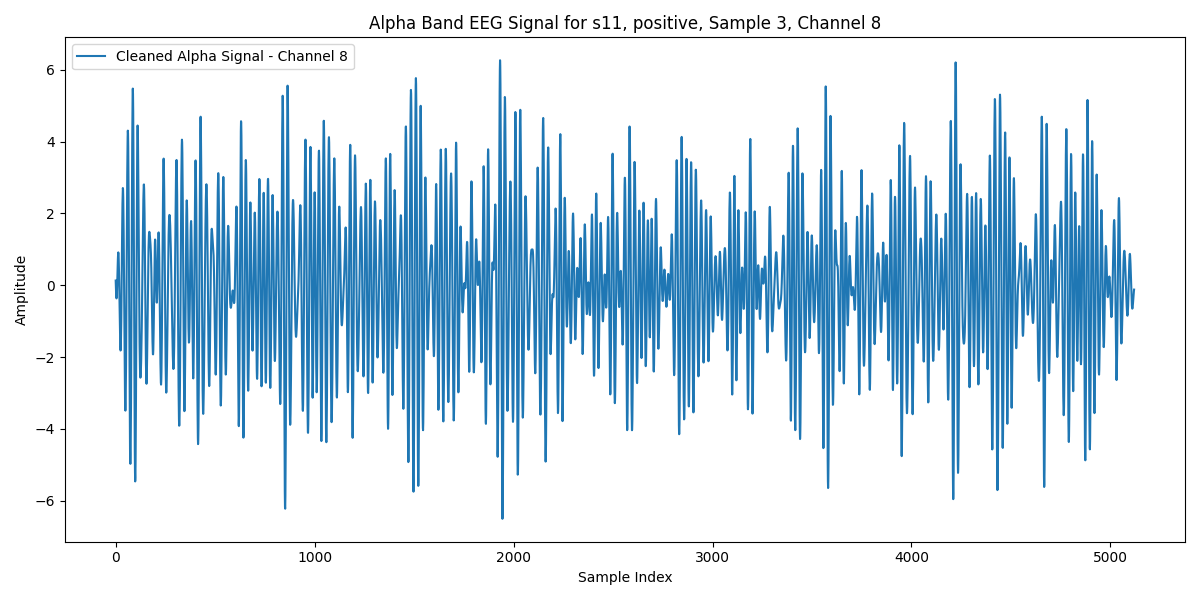 Alpha Band EEG Signal for s11, positive, Sample 3, Channel 8
Cleaned Alpha Signal - Channel 8
Amplitude
6
4
2
0
−2
−4
−6
0 1000 2000 3000 4000 5000
Sample Index